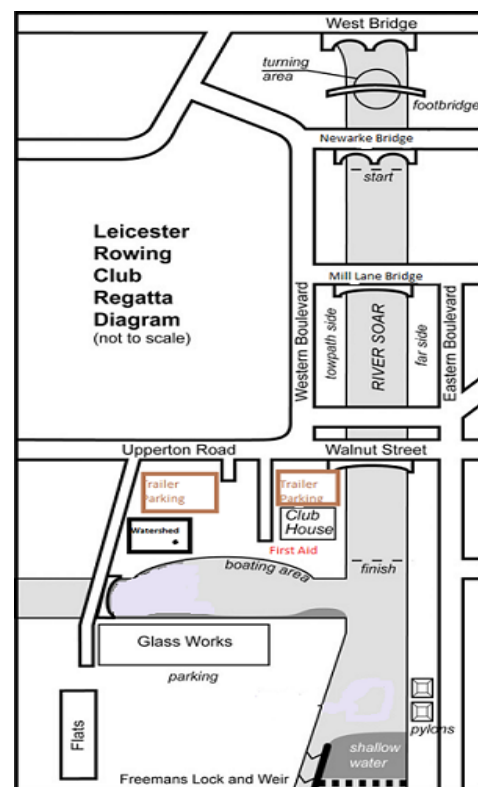 West Bridge
turning
area
footbridge
Newarke Bridge
start
Leicester
Rowing
Club
Regatta
Diagram
(not to scale)
Mill Lane Bridge
Western Boulevard
towpath side
RIVER SOAR
far side
Eastern Boulevard
Upperton Road
Walnut Street
Trailer
Parking
Trailer
Parking
Watershed
Club
House
First Aid
boating area
finish
Glass Works
parking
Flats
pylons
shallow
water
Freemans Lock and Weir